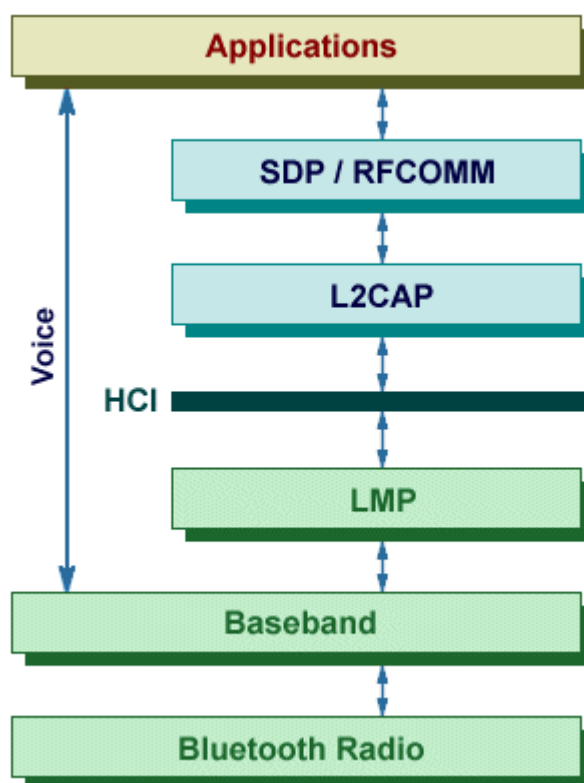 Applications
SDP / RFCOMM
L2CAP
Voice
HCI
LMP
Baseband
Bluetooth Radio